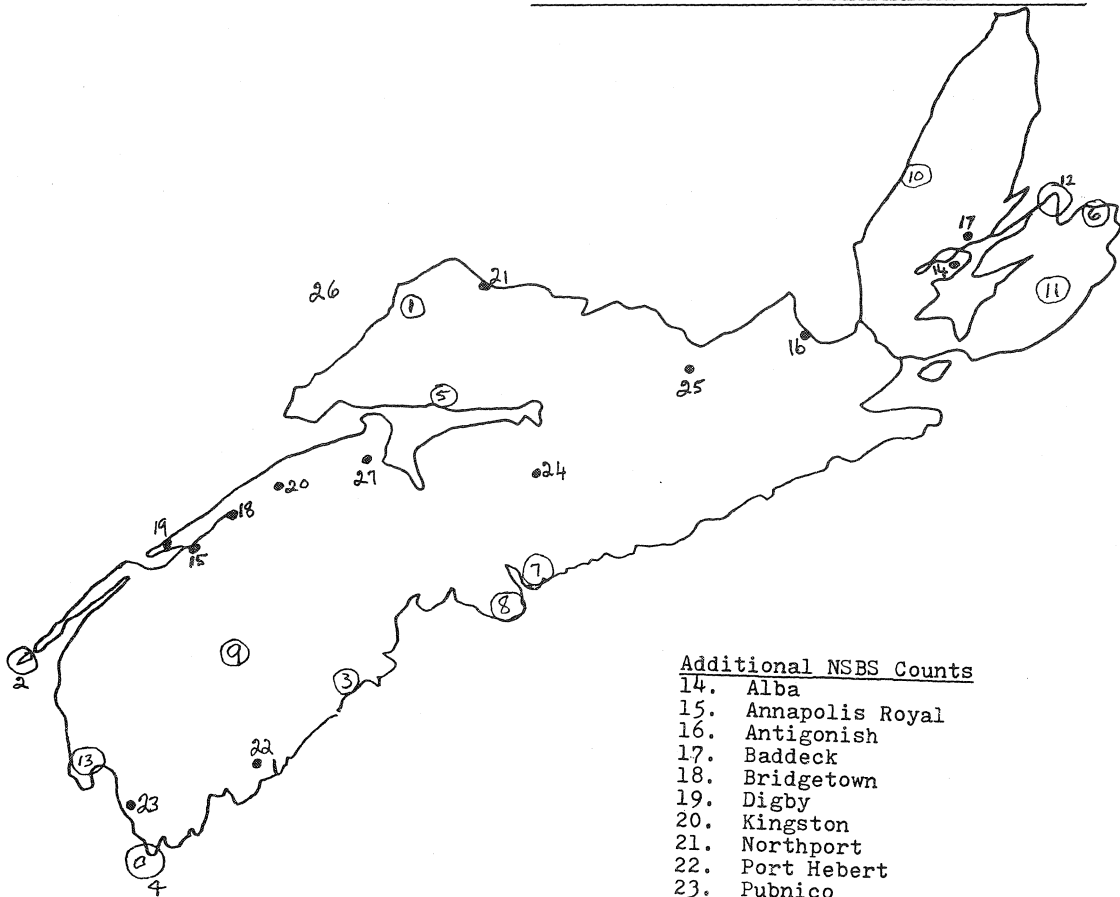 10
12
6
17
14
11
26
21
1
16
25
5
27
24
20
18
19
15
7
8
9
2
3
13
22
23
4
Additional NSBS Counts
14. Alba
15. Annapolis Royal
16. Antigonish
17. Baddeck
18. Bridgetown
19. Digby
20. Kingston
21. Northport
22. Port Hebert
23. Pubnico